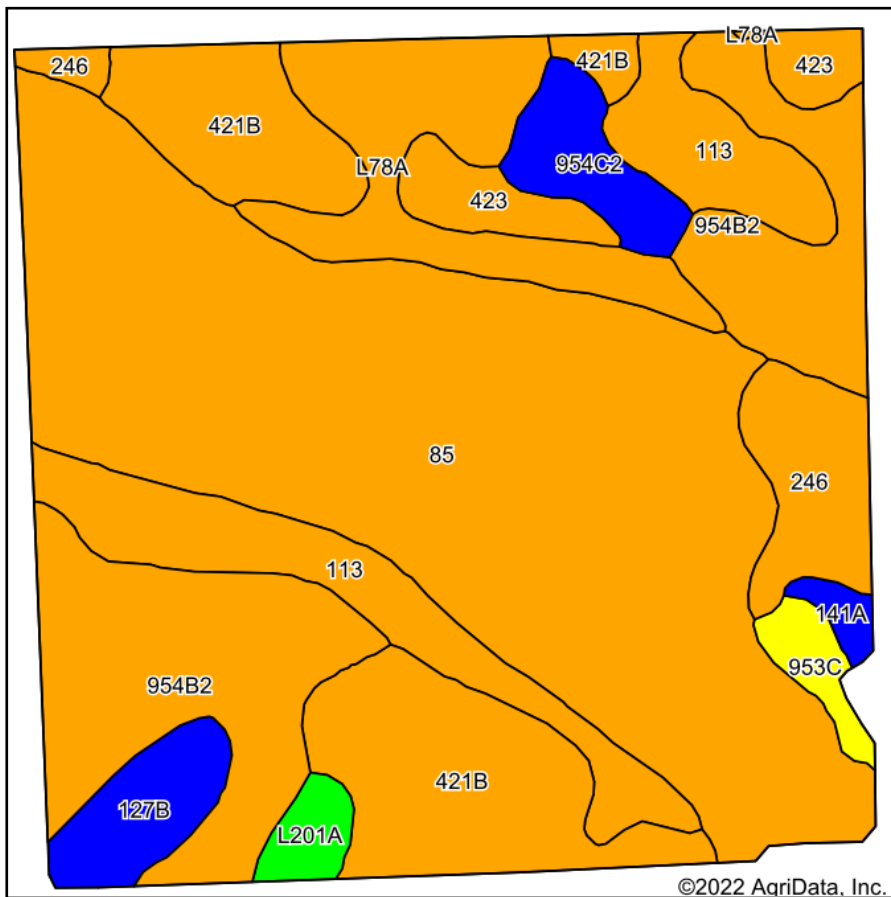 L78A
246
421B
423
421B
113
L78A
954C2
423
954B2
85
246
113
141A
953C
954B2
421B
127B
L201A
©2022 AgriData, Inc.